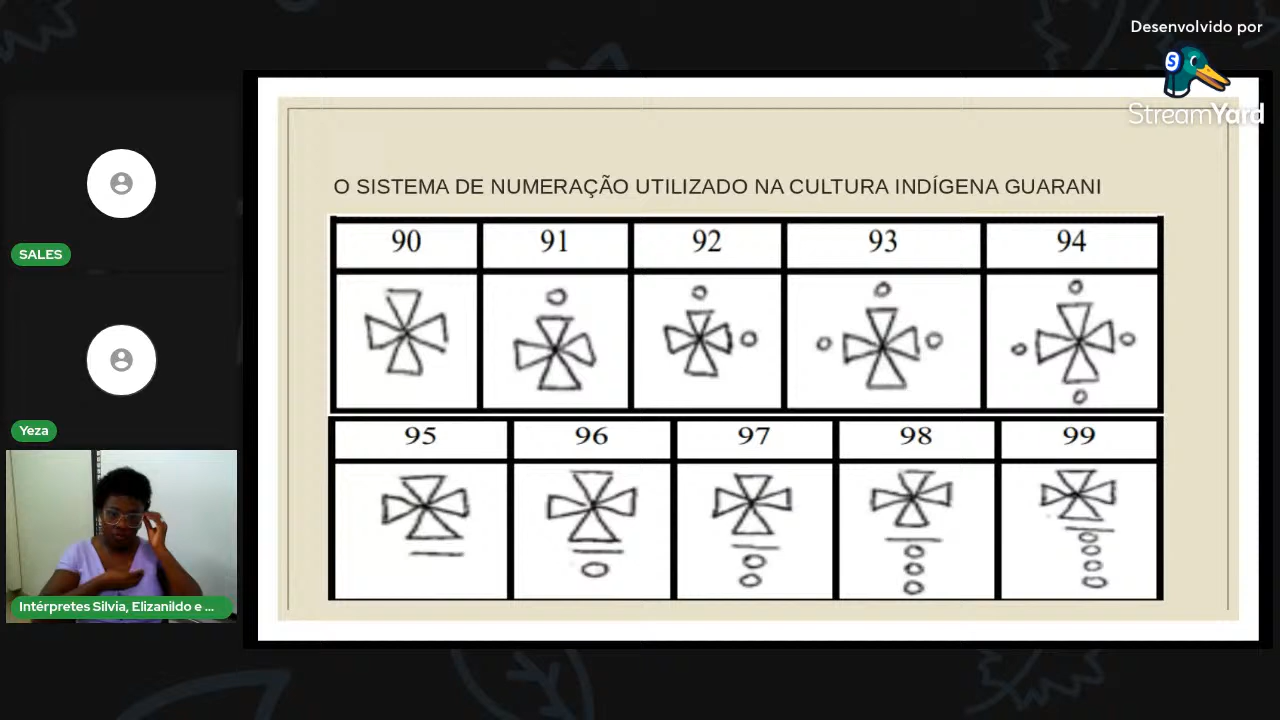 Desenvolvido por
StreamYard
O SISTEMA DE NUMERAÇÃO UTILIZADO NA CULTURA INDÍGENA GUARANI
90 91 92 93 94
95 96 97 98 99
SALES
Yeza
Intérpretes Silvia, Elizanildo e ...